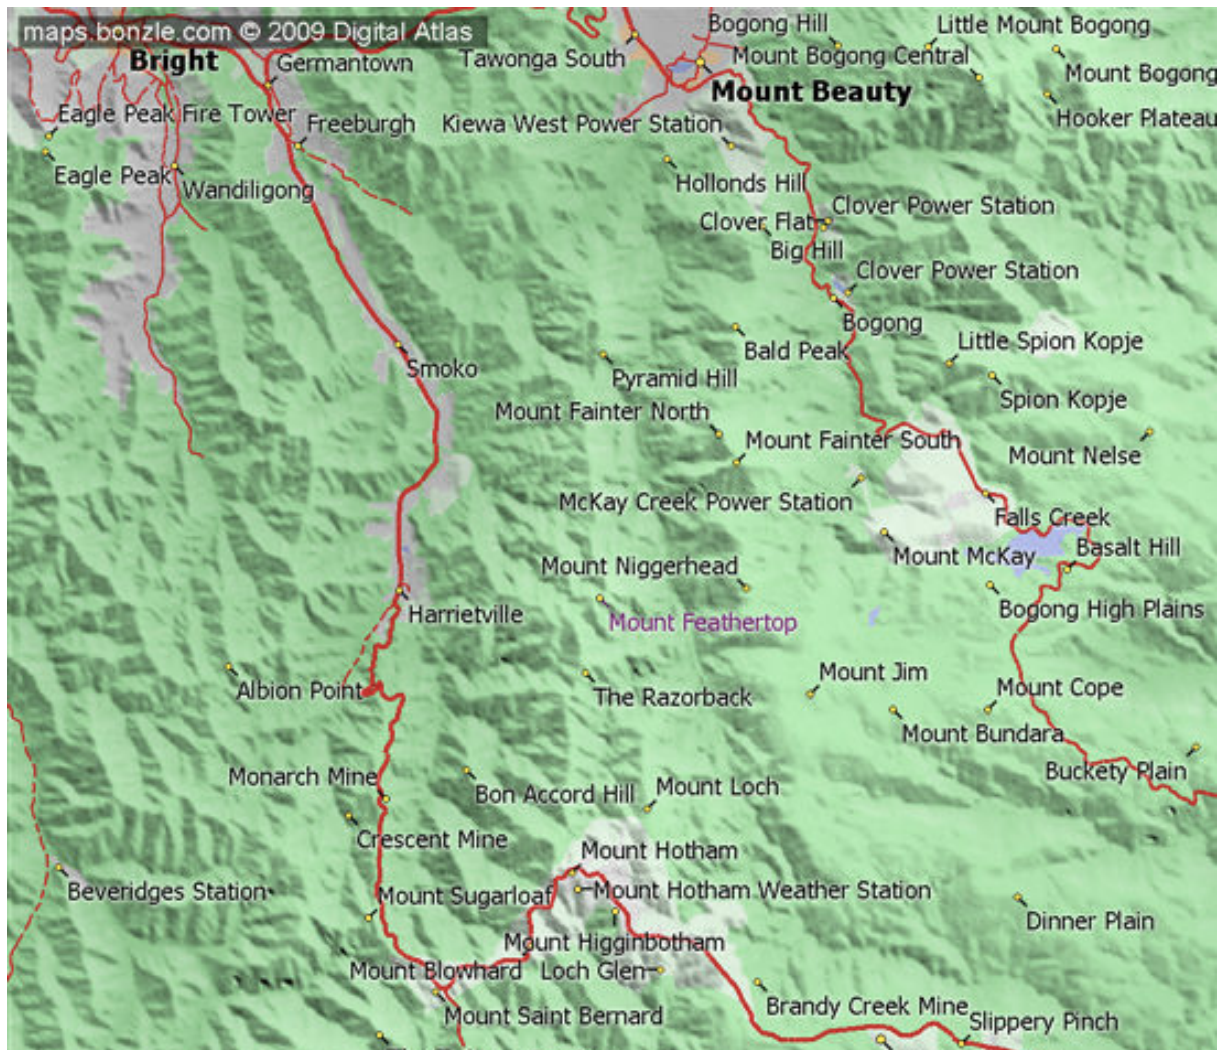 maps.bonzle.com © 2009 Digital Atlas
Bogong Hill
Little Mount Bogong
Bright
Germantown
Tawonga South
Mount Bogong Central
Mount Bogong
Mount Beauty
Eagle Peak Fire Tower
Freeburgh
Kiewa West Power Station
Hooker Plateau
Eagle Peak
Wandiligong
Hollonds Hill
Clover Flat
Clover Power Station
Big Hill
Clover Power Station
Bogong
Little Spion Kopje
Bald Peak
Smoko
Pyramid Hill
Spion Kopje
Mount Fainter North
Mount Fainter South
Mount Nelse
McKay Creek Power Station
Falls Creek
Mount McKay
Basalt Hill
Mount Niggerhead
Harrietville
Mount Feathertop
Bogong High Plains
Albion Point
The Razorback
Mount Jim
Mount Cope
Mount Bundara
Monarch Mine
Bon Accord Hill
Mount Loch
Buckety Plain
Crescent Mine
Mount Hotham
Beveridges Station
Mount Sugarloaf
Mount Hotham Weather Station
Dinner Plain
Mount Higginbotham
Mount Blowhard
Loch Glen
Mount Saint Bernard
Brandy Creek Mine
Slippery Pinch